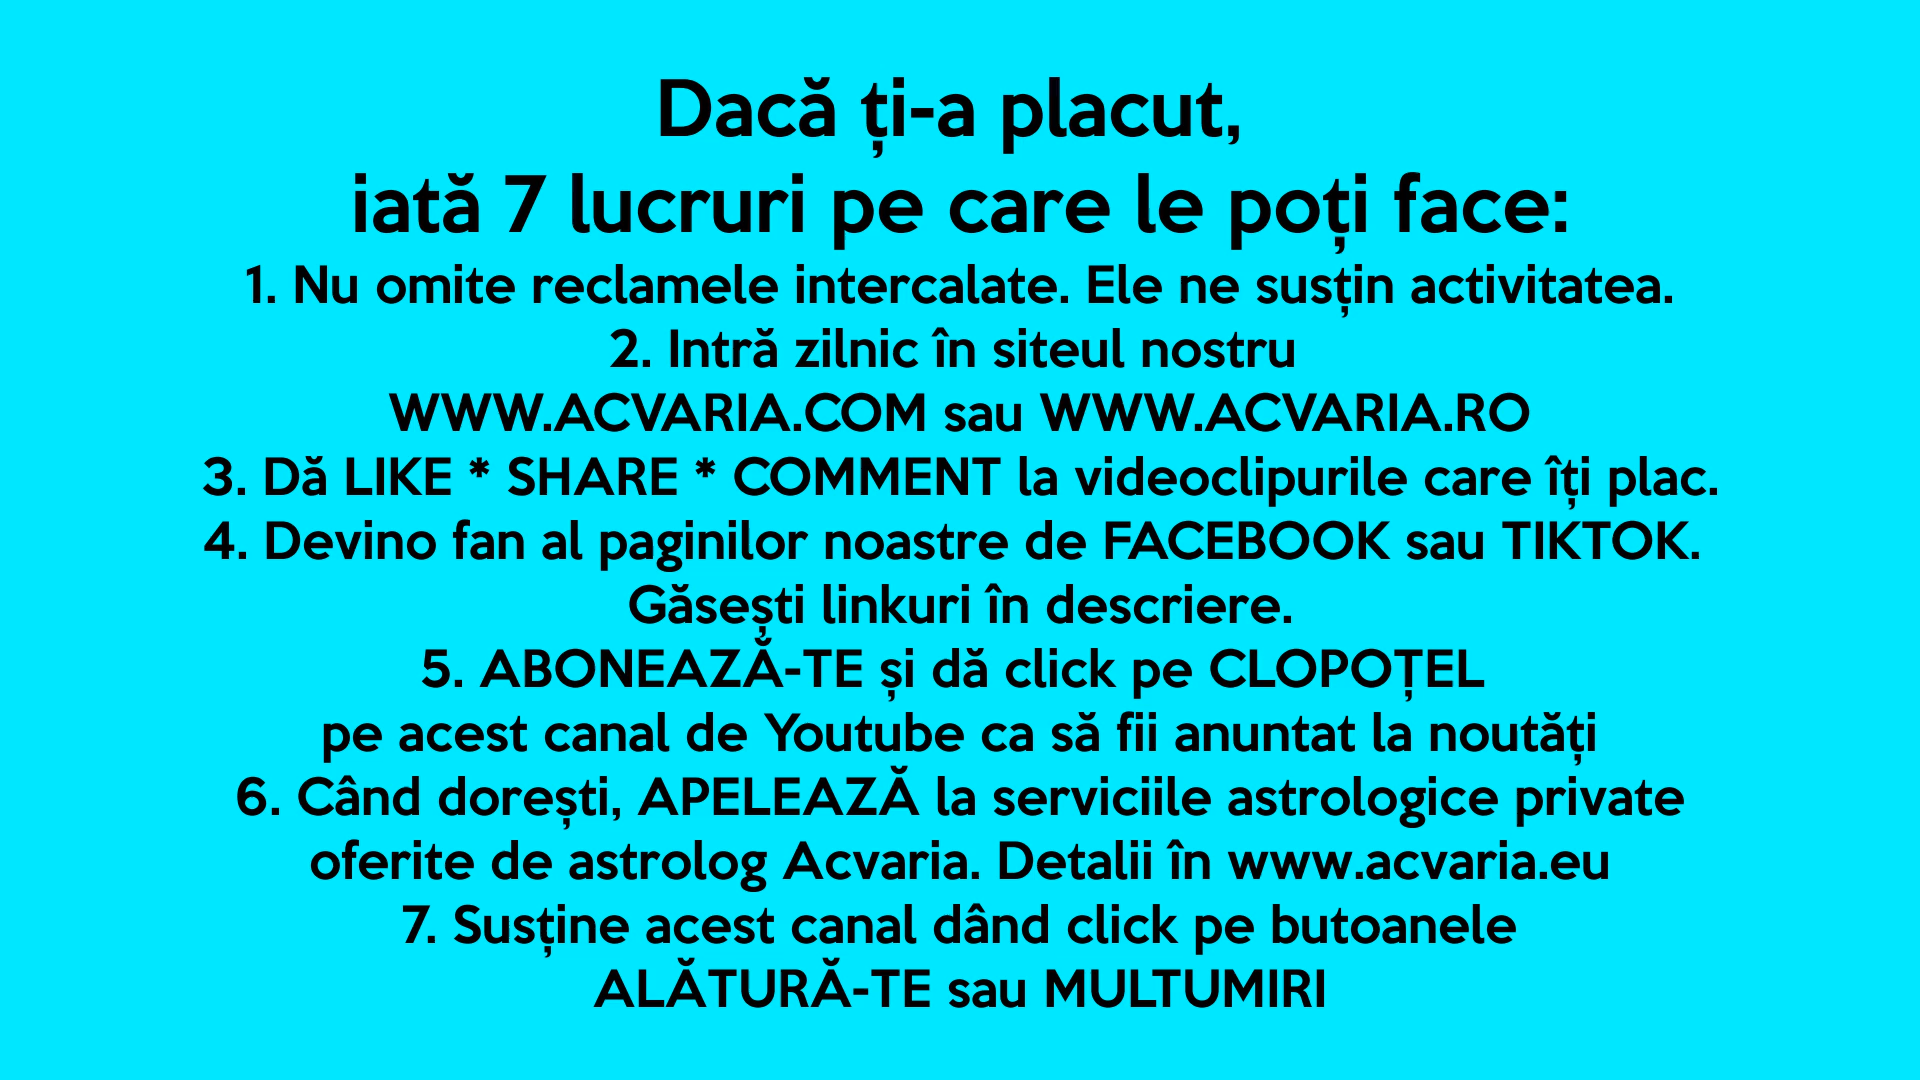 Dacă ți-a placut,
iată 7 lucruri pe care le poți face:
1. Nu omite reclamele intercalate. Ele ne susțin activitatea.
2. Intră zilnic în siteul nostru
WWW.ACVARIA.COM sau WWW.ACVARIA.RO
3. Dă LIKE * SHARE * COMMENT la videoclipurile care îți plac.
4. Devino fan al paginilor noastre de FACEBOOK sau TIKTOK.
Găsești linkuri în descriere.
5. ABONEAZĂ-TE și dă click pe CLOPOȚEL
pe acest canal de Youtube ca să fii anuntat la noutăți
6. Când dorești, APELEAZĂ la serviciile astrologice private
oferite de astrolog Acvaria. Detalii în www.acvaria.eu
7. Susține acest canal dând click pe butoanele
ALĂTURĂ-TE sau MULTUMIRI